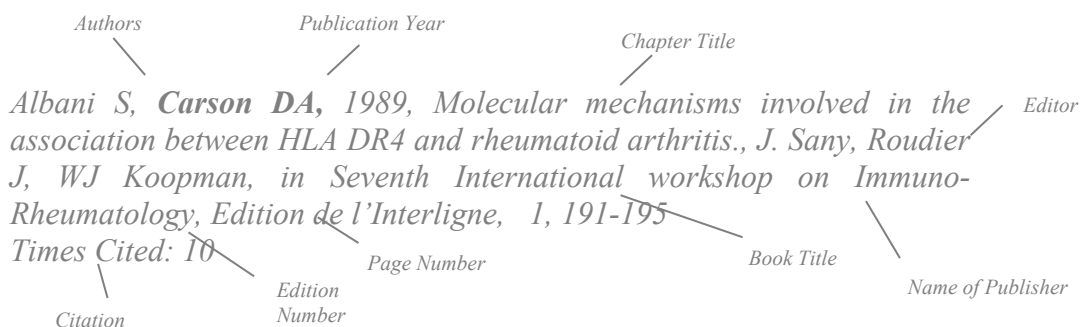 Authors
Publication Year
Chapter Title
Albani S, Carson DA, 1989, Molecular mechanisms involved in the
Editor
association between HLA DR4 and rheumatoid arthritis., J. Sany, Roudier
J, WJ Koopman, in Seventh International workshop on Immuno-
Rheumatology, Edition de l’Interligne, 1, 191-195
Times Cited: 10
Page Number
Book Title
Edition
Number
Name of Publisher
Citation